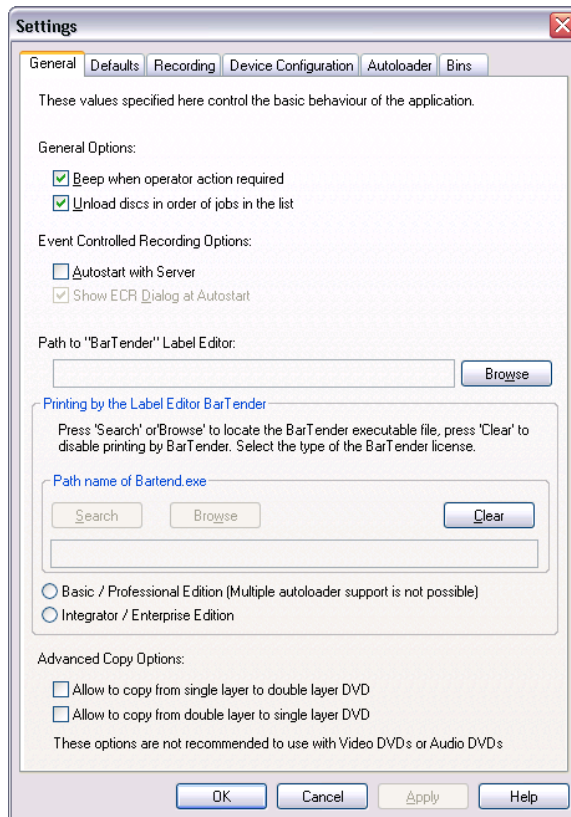 Settings
General Defaults Recording Device Configuration Autoloader Bins
These values specified here control the basic behaviour of the application.
General Options:
Beep when operator action required
Unload discs in order of jobs in the list
Event Controlled Recording Options:
Autostart with Server
Show ECR Dialog at Autostart
Path to "BarTender" Label Editor:
Browse
Printing by the Label Editor BarTender
Press 'Search' or'Browse' to locate the BarTender executable file, press 'Clear' to
disable printing by BarTender. Select the type of the BarTender license.
Path name of Bartend.exe
Search Browse Clear
Basic / Professional Edition (Multiple autoloader support is not possible)
Integrator / Enterprise Edition
Advanced Copy Options:
Allow to copy from single layer to double layer DVD
Allow to copy from double layer to single layer DVD
These options are not recommended to use with Video DVDs or Audio DVDs
OK Cancel Apply Help